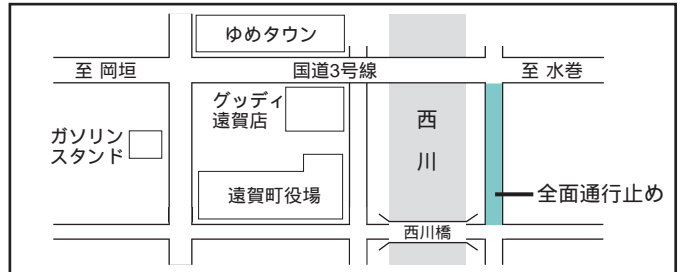 ゆめタウン
至 岡垣
国道3号線
至 水巻
グッディ
遠賀店
ガソリン
スタンド
西
川
遠賀町役場
全面通行止め
西川橋